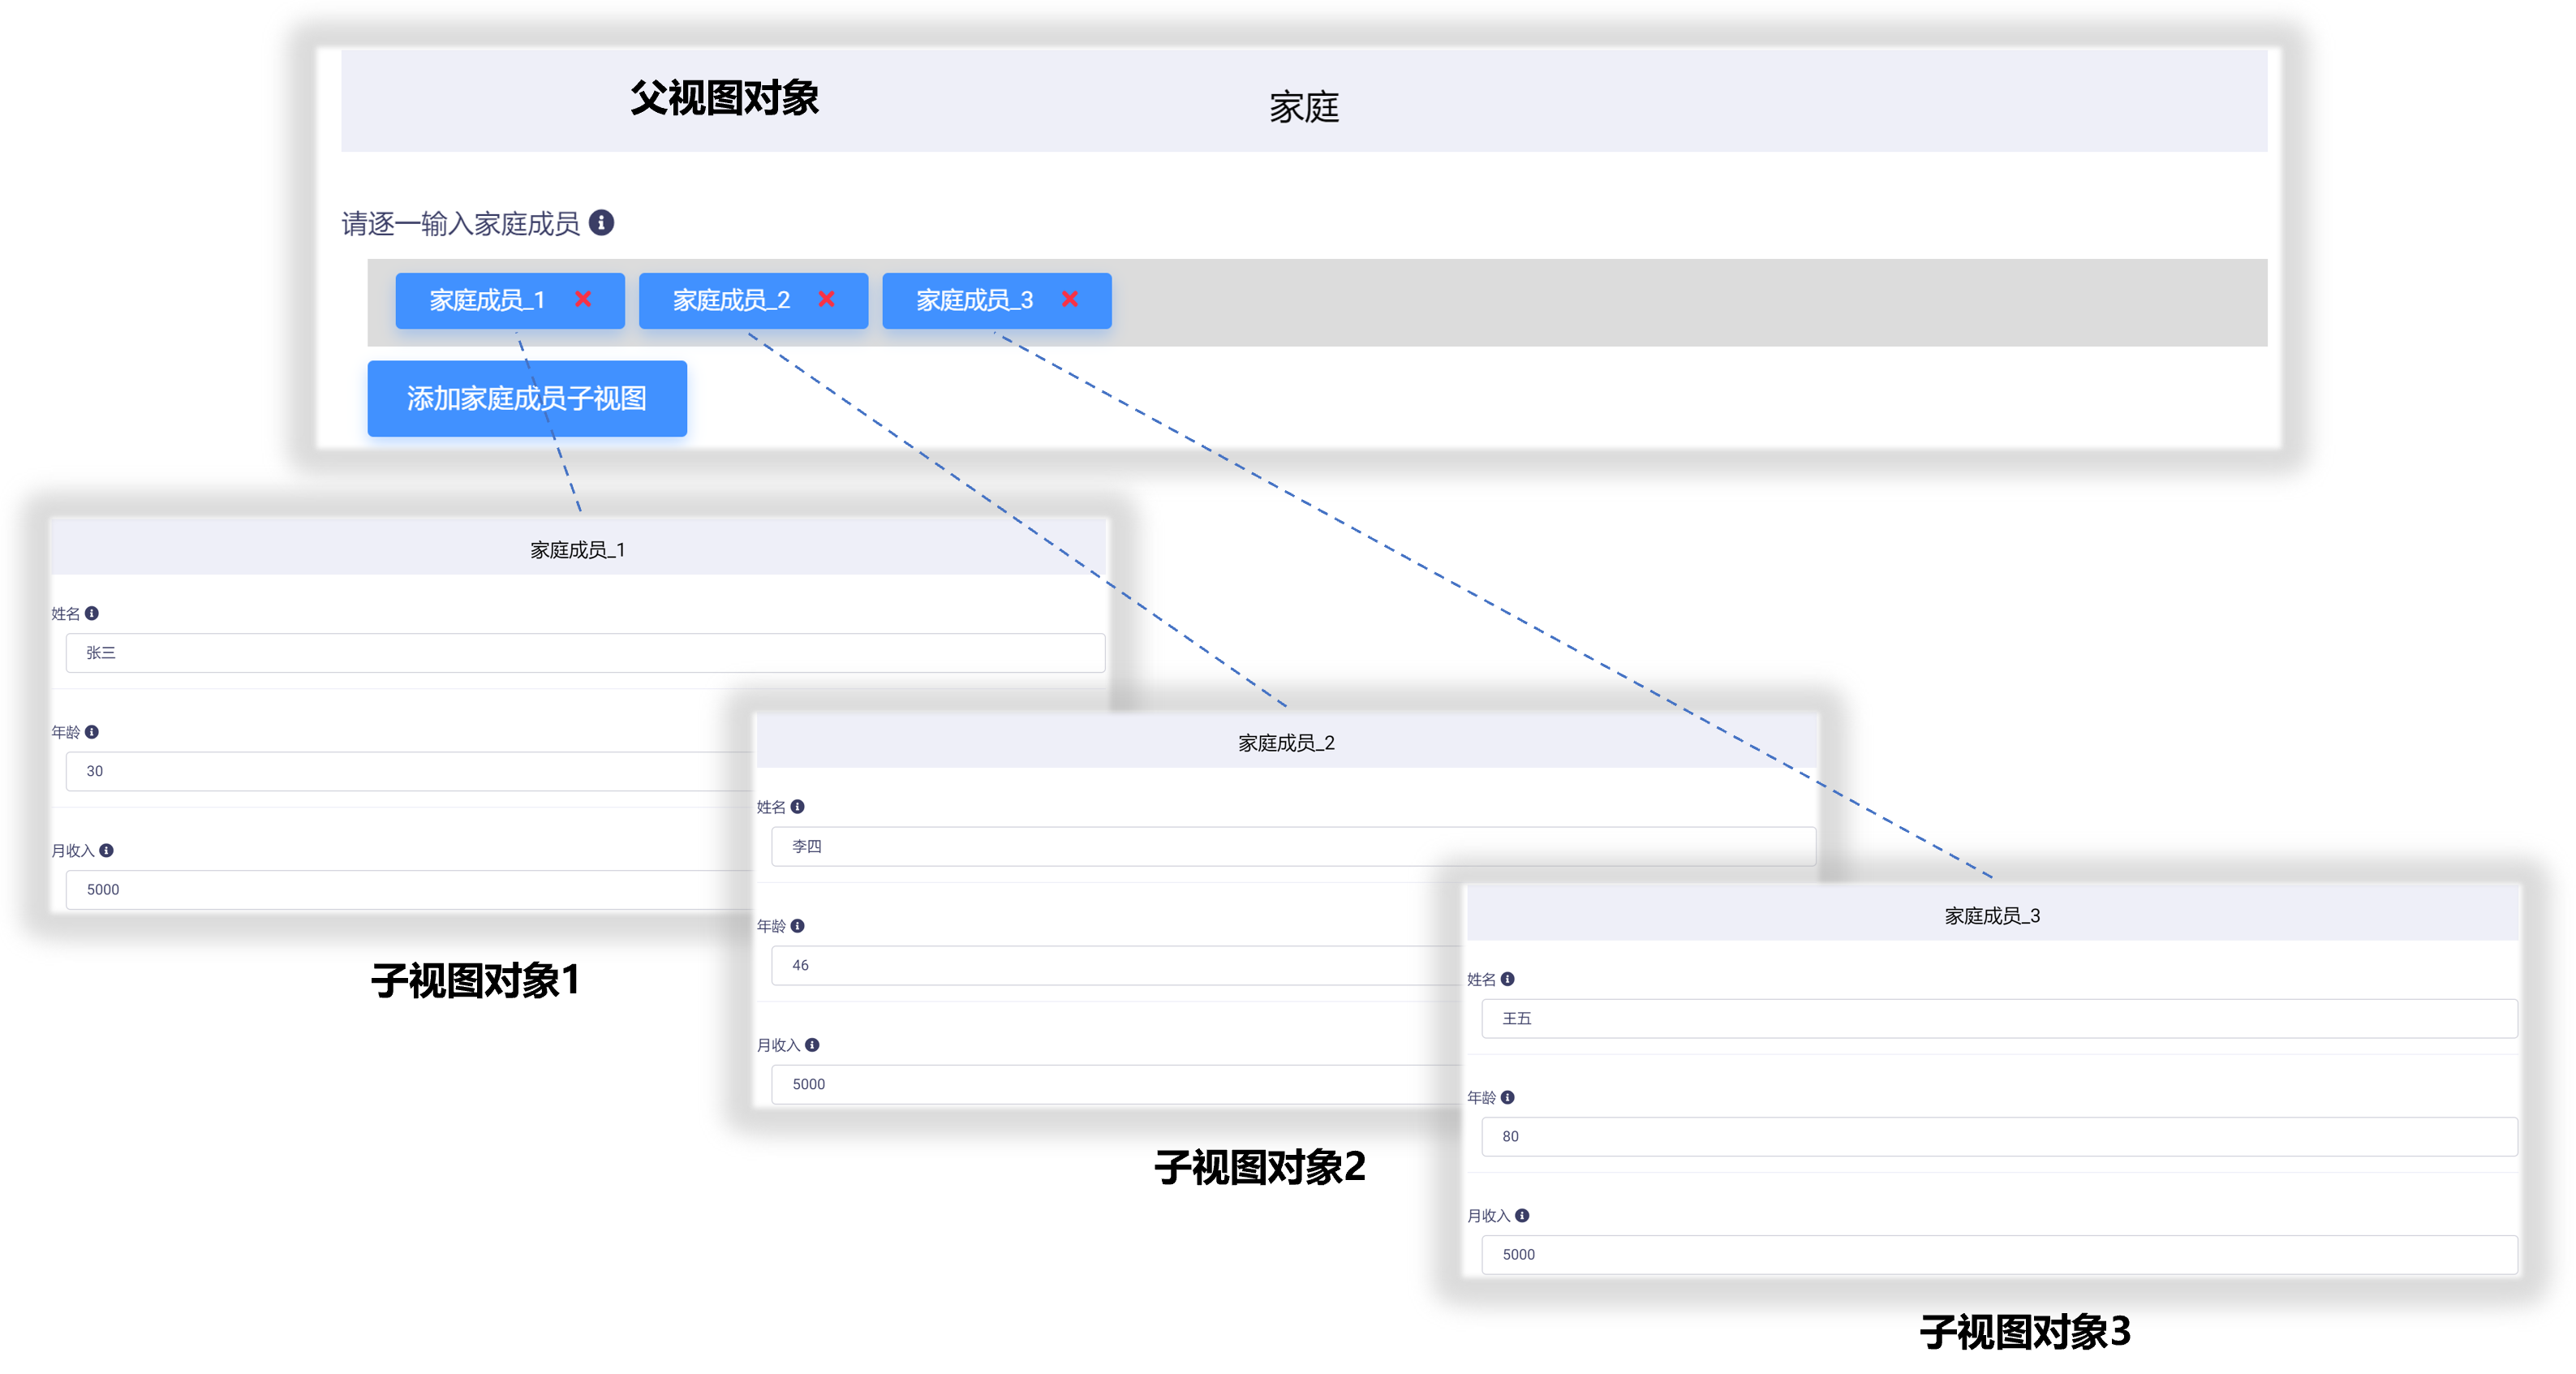 父视图对象
家庭
请逐一输入家庭成员
家庭成员_1
家庭成员_2
家庭成员_3
添加家庭成员子视图
家庭成员_1
姓名
张三
年龄
30
月收入
5000
子视图对象1
家庭成员_2
姓名
李四
年龄
46
月收入
5000
子视图对象2
家庭成员_3
姓名
王五
年龄
80
月收入
5000
子视图对象3